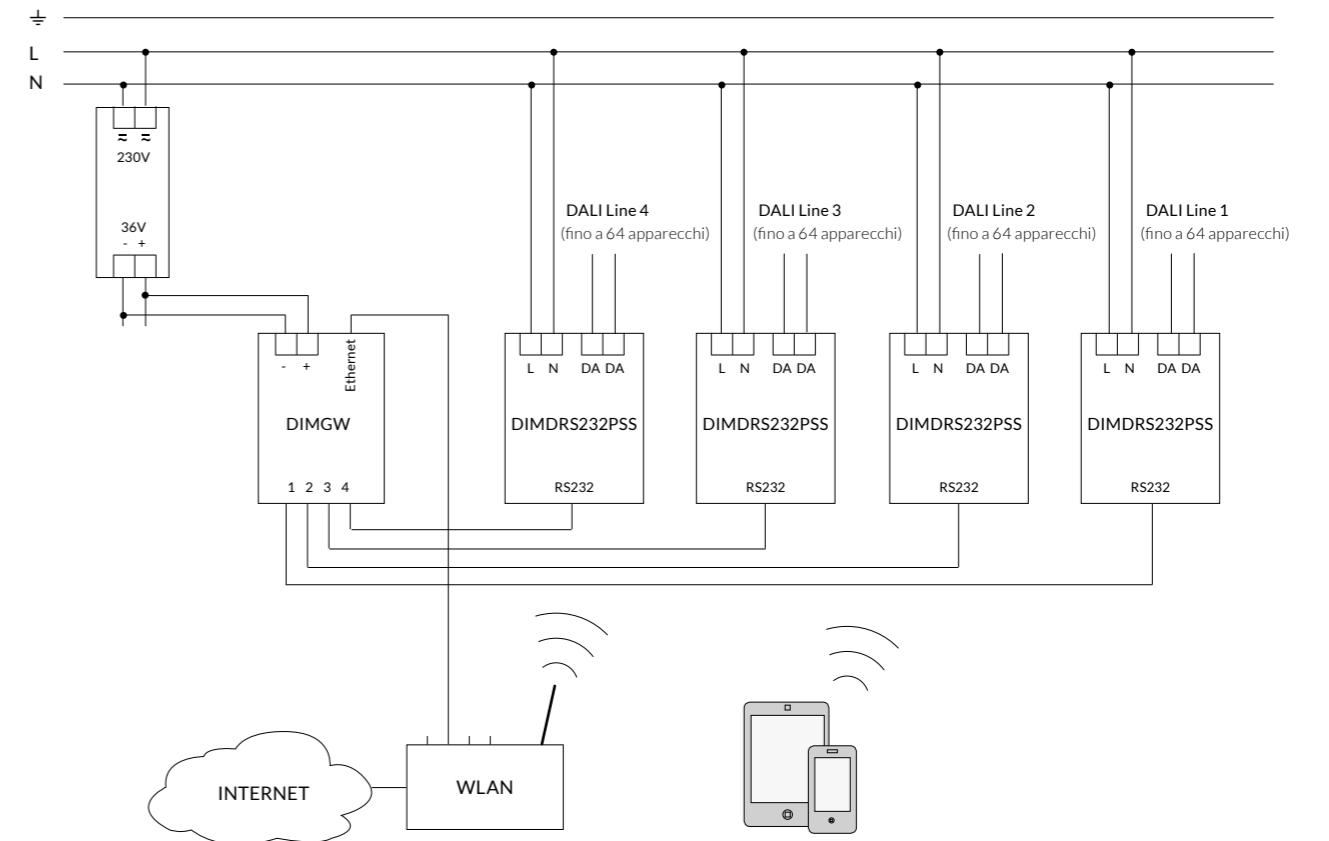 L
N
230V
36V
- +
DALI Line 4
(fino a 64 apparecchi)
DALI Line 3
(fino a 64 apparecchi)
DALI Line 2
(fino a 64 apparecchi)
DALI Line 1
(fino a 64 apparecchi)
- +
Ethernet
DIMGW
1 2 3 4
L N DA DA
DIMDRS232PSS
RS232
L N DA DA
DIMDRS232PSS
RS232
L N DA DA
DIMDRS232PSS
RS232
L N DA DA
DIMDRS232PSS
RS232
INTERNET
WLAN